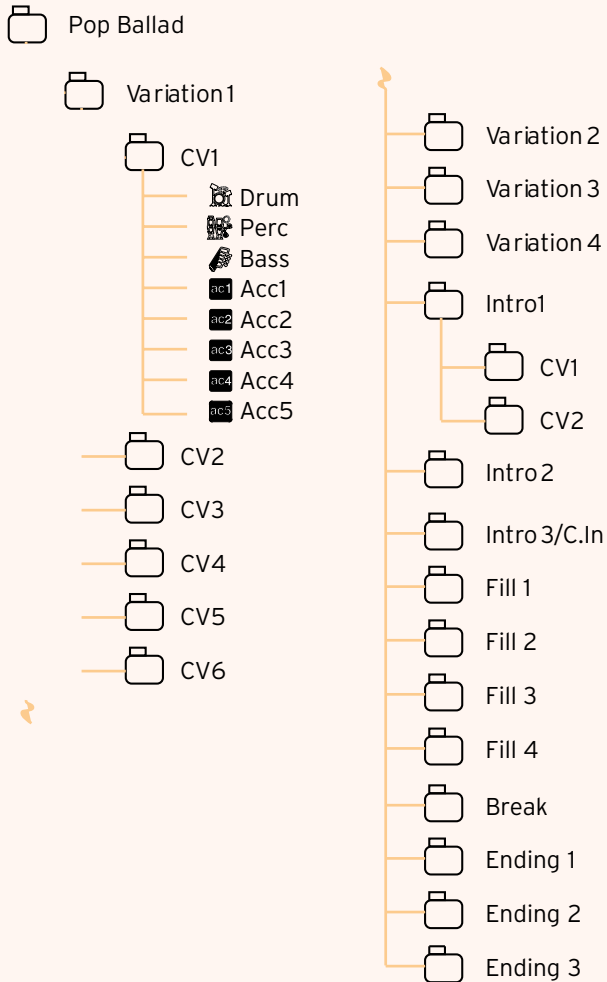 Pop Ballad
Variation 1
CV1
Drum
Perc
Bass
ac1 Acc1
ac2 Acc2
ac3 Acc3
ac4 Acc4
ac5 Acc5
CV2
CV3
CV4
CV5
CV6
Variation 2
Variation 3
Variation 4
Intro1
CV1
CV2
Intro 2
Intro 3/C.In
Fill 1
Fill 2
Fill 3
Fill 4
Break
Ending 1
Ending 2
Ending 3